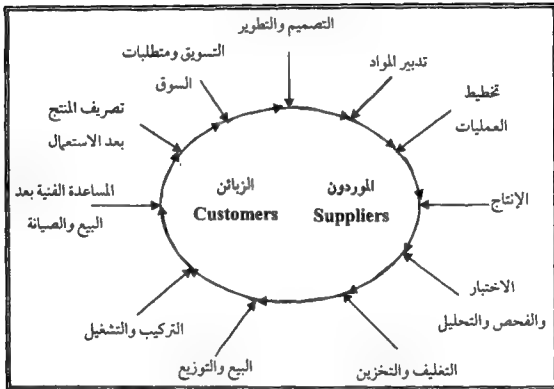 التصميم والتطوير
تدبير المواد
تخطيط
العمليات
الإنتاج
الاختبار
والفحص والتحليل
التغليف والتخزين
البيع والتوزيع
التركيب والتشغيل
المساعدة الفنية بعد
البيع والصيانة
تصريف المنتج
بعد الاستعمال
التسويق ومتطلبات
السوق
الموردون
Suppliers
الزبائن
Customers